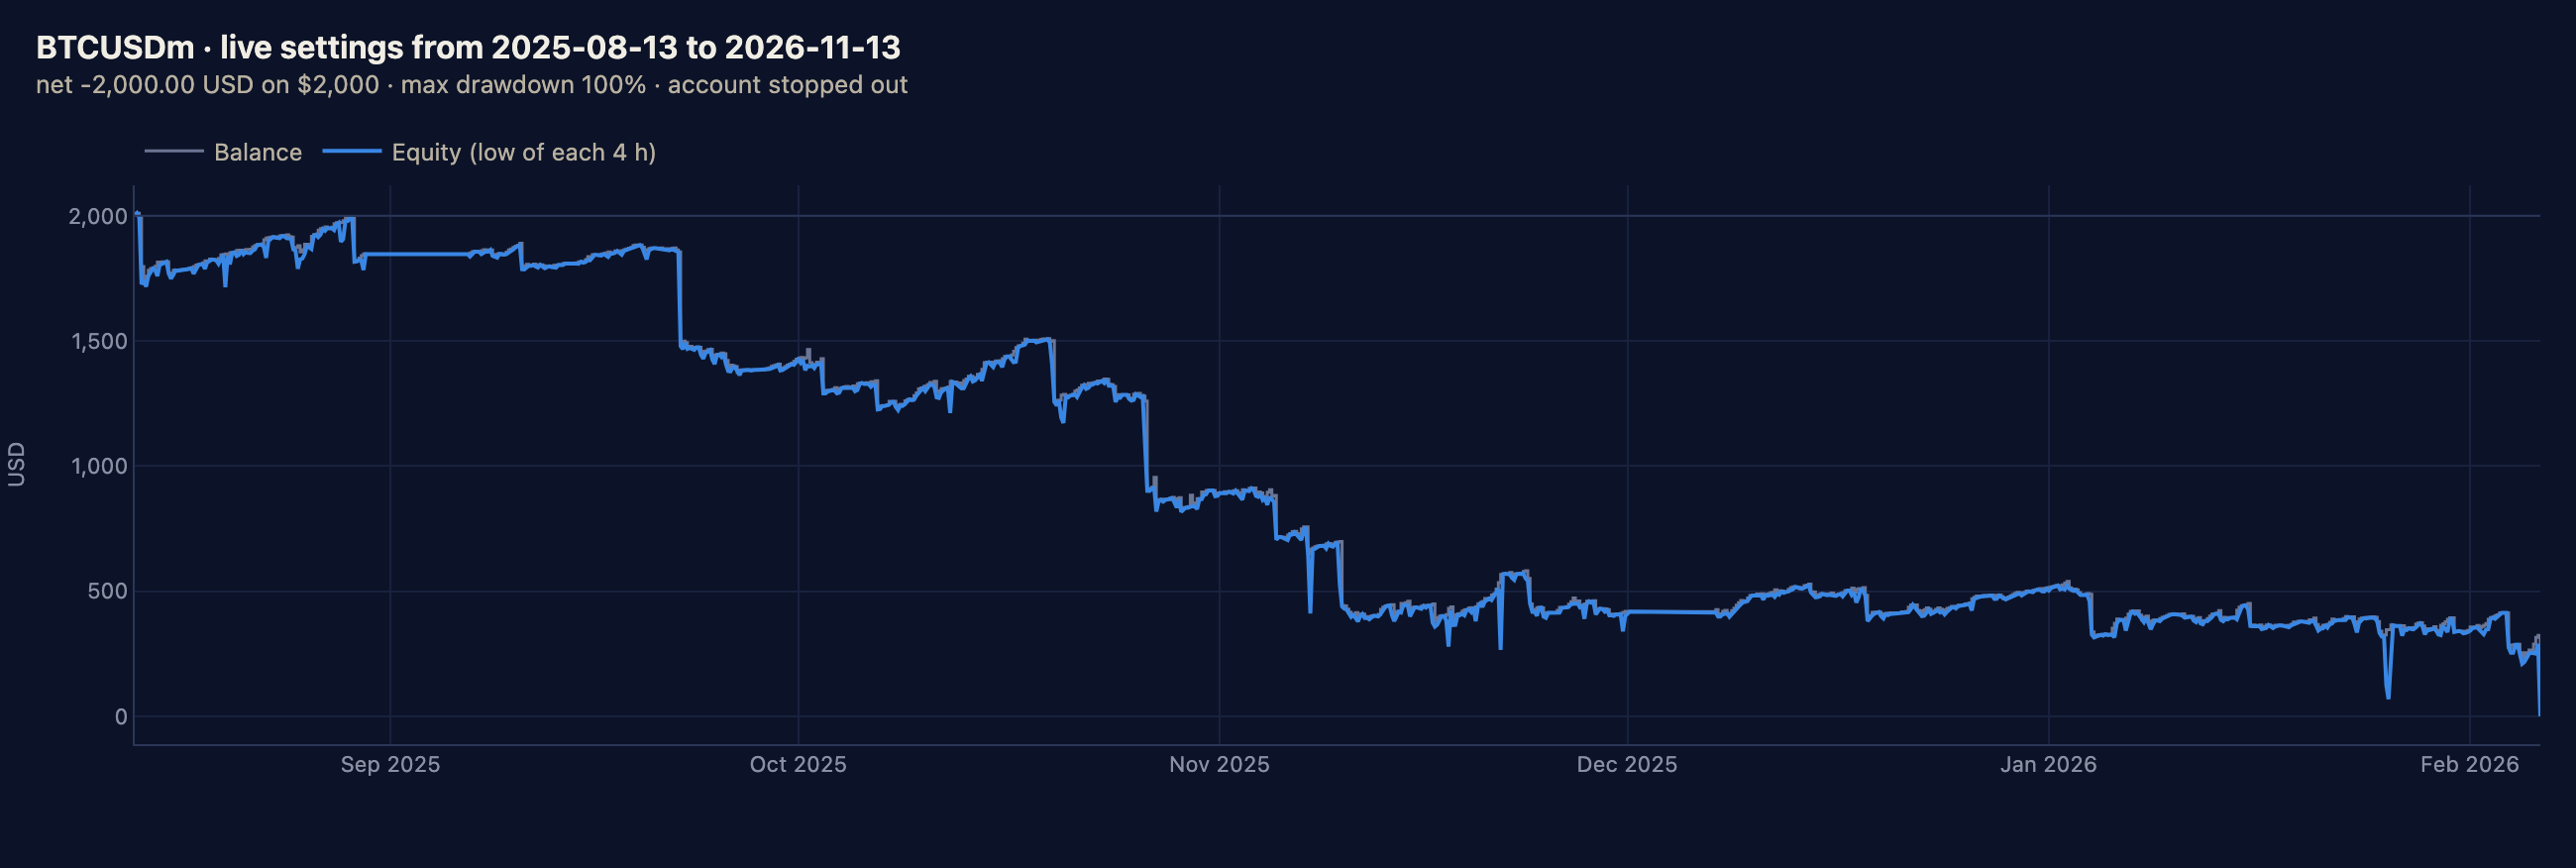 BTCUSDm · live settings from 2025-08-13 to 2026-11-13
net -2,000.00 USD on $2,000 · max drawdown 100% · account stopped out
Balance
Equity (low of each 4 h)
2,000
1,500
1,000
500
0
USD
Sep 2025
Oct 2025
Nov 2025
Dec 2025
Jan 2026
Feb 2026